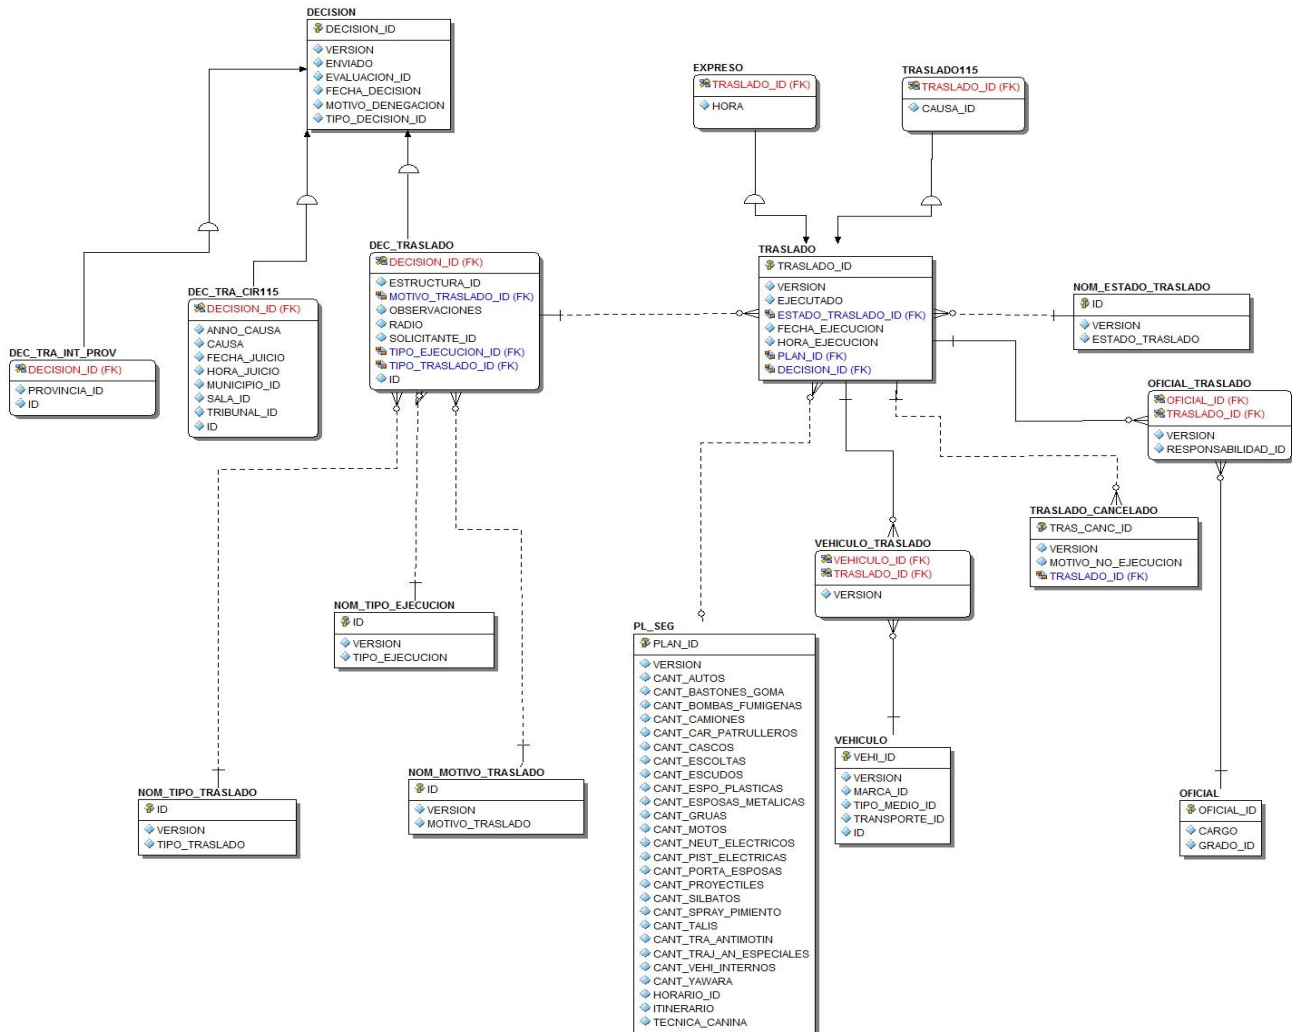 DECISION
DECISION_ID
VERSION
ENVIADO
EVALUACION_ID
FECHA_DECISION
MOTIVO_DENEGACION
TIPO_DECISION_ID
EXPRESO
TRASLADO_ID (FK)
HORA
TRASLADO115
TRASLADO_ID (FK)
CAUSA_ID
DEC_TRASLADO
DECISION_ID (FK)
ESTRUCTURA_ID
MOTIVO_TRASLADO_ID (FK)
OBSERVACIONES
RADIO
SOLICITANTE_ID
TIPO_EJECUCION_ID (FK)
TIPO_TRASLADO_ID (FK)
ID
TRASLADO
TRASLADO_ID
VERSION
EJECUTADO
ESTADO_TRASLADO_ID (FK)
FECHA_EJECUCION
HORA_EJECUCION
PLAN_ID (FK)
DECISION_ID (FK)
NOM_ESTADO_TRASLADO
ID
VERSION
ESTADO_TRASLADO
DEC_TRA_CIR115
DECISION_ID (FK)
ANNO_CAUSA
CAUSA
FECHA_JUICIO
HORA_JUICIO
MUNICIPIO_ID
SALA_ID
TRIBUNAL_ID
ID
DEC_TRA_INT_PROV
DECISION_ID (FK)
PROVINCIA_ID
ID
OFICIAL_TRASLADO
OFICIAL_ID (FK)
TRASLADO_ID (FK)
VERSION
RESPONSABILIDAD_ID
TRASLADO_CANCELADO
TRAS_CANC_ID
VERSION
MOTIVO_NO_EJECUCION
TRASLADO_ID (FK)
VEHICULO_TRASLADO
VEHICULO_ID (FK)
TRASLADO_ID (FK)
VERSION
NOM_TIPO_EJECUCION
ID
VERSION
TIPO_EJECUCION
PL_SEG
PLAN_ID
VERSION
CANT_AUTOS
CANT_BASTONES_GOMA
CANT_BOMBAS_FUMIGENAS
CANT_CAMIONES
CANT_CAR_PATRULLEROS
CANT_CASCOS
CANT_ESCOLTAS
CANT_ESCUDOS
CANT_ESPO_PLASTICAS
CANT_ESPOSAS_METALICAS
CANT_GRUAS
CANT_MOTOS
CANT_NEUT_ELECTRICOS
CANT_PIST_ELECTRICAS
CANT_PORTA_ESPOSAS
CANT_PROYECTILES
CANT_SILBATOS
CANT_SPRAY_PIMIENTO
CANT_TALIS
CANT_TRA_ANTIMOTIN
CANT_TRAJ_AN_ESPECIALES
CANT_VEHI_INTERNOS
CANT_YAWARA
HORARIO_ID
ITINERARIO
TECNICA_CANINA
VEHICULO
VEHI_ID
VERSION
MARCA_ID
TIPO_MEDIO_ID
TRANSPORTE_ID
ID
NOM_MOTIVO_TRASLADO
ID
VERSION
MOTIVO_TRASLADO
NOM_TIPO_TRASLADO
ID
VERSION
TIPO_TRASLADO
OFICIAL
OFICIAL_ID
CARGO
GRADO_ID